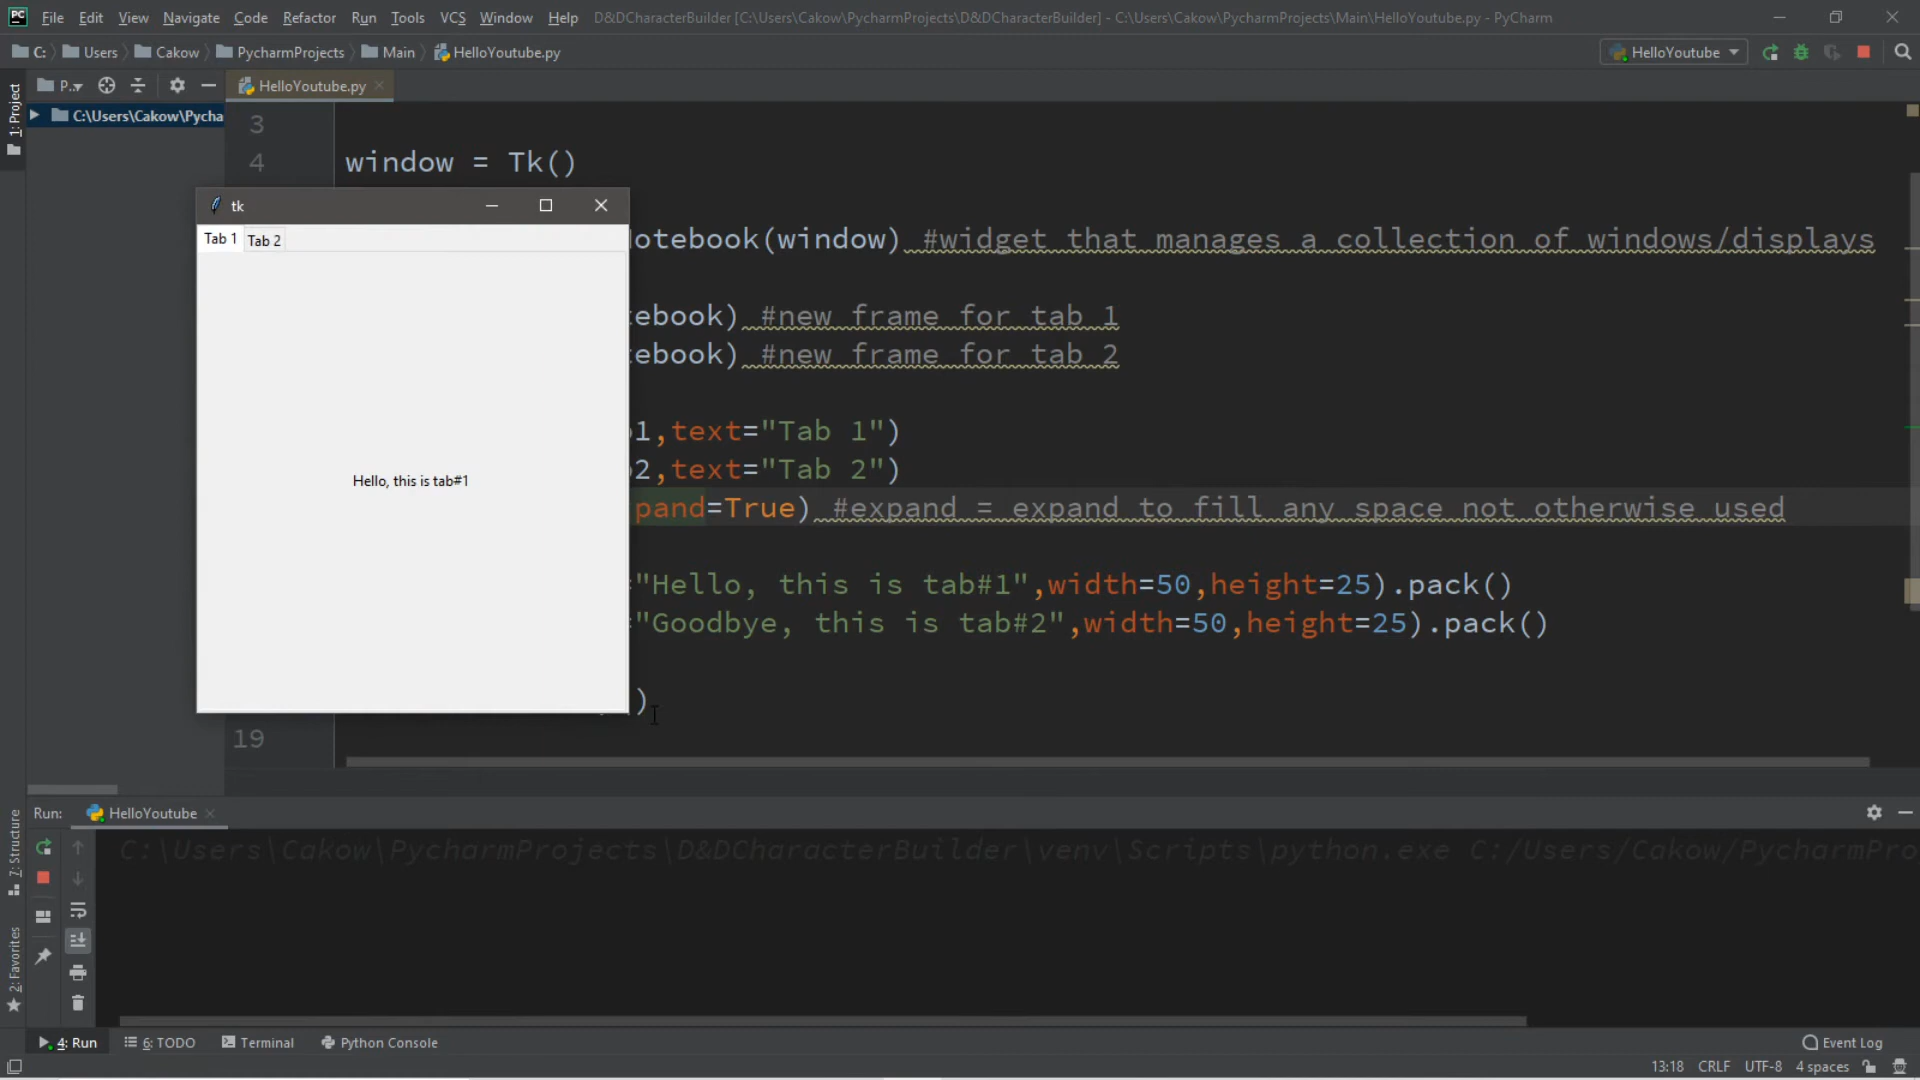 PC File Edit View Navigate Code Refactor Run Tools VCS Window Help D&DCharacterBuilder [C:\Users\Cakow\PycharmProjects\D&DCharacterBuilder] - C:\Users\Cakow\PycharmProjects\Main\HelloYoutube.py - PyCharm
C: Users Cakow PycharmProjects Main HelloYoutube.py HelloYoutube
1: Project
P.. HelloYoutube.py
C:\Users\Cakow\Pycha
3
4 window = Tk()
tk
Tab 1 Tab 2
Hello, this is tab#1
otebook(window) #widget that manages a collection of windows/displays
tebook) #new frame for tab 1
tebook) #new frame for tab 2
1,text="Tab 1")
2,text="Tab 2")
pand=True) #expand = expand to fill any space not otherwise used
="Hello, this is tab#1",width=50,height=25).pack()
="Goodbye, this is tab#2",width=50,height=25).pack()
)
19
Run: HelloYoutube
7: Structure
2: Favorites
C:\Users\Cakow\PycharmProjects\D&DCharacterBuilder\venv\Scripts\python.exe C:/Users/Cakow/PycharmPro
4: Run 6: TODO Terminal Python Console Event Log
13:18 CRLF UTF-8 4 spaces